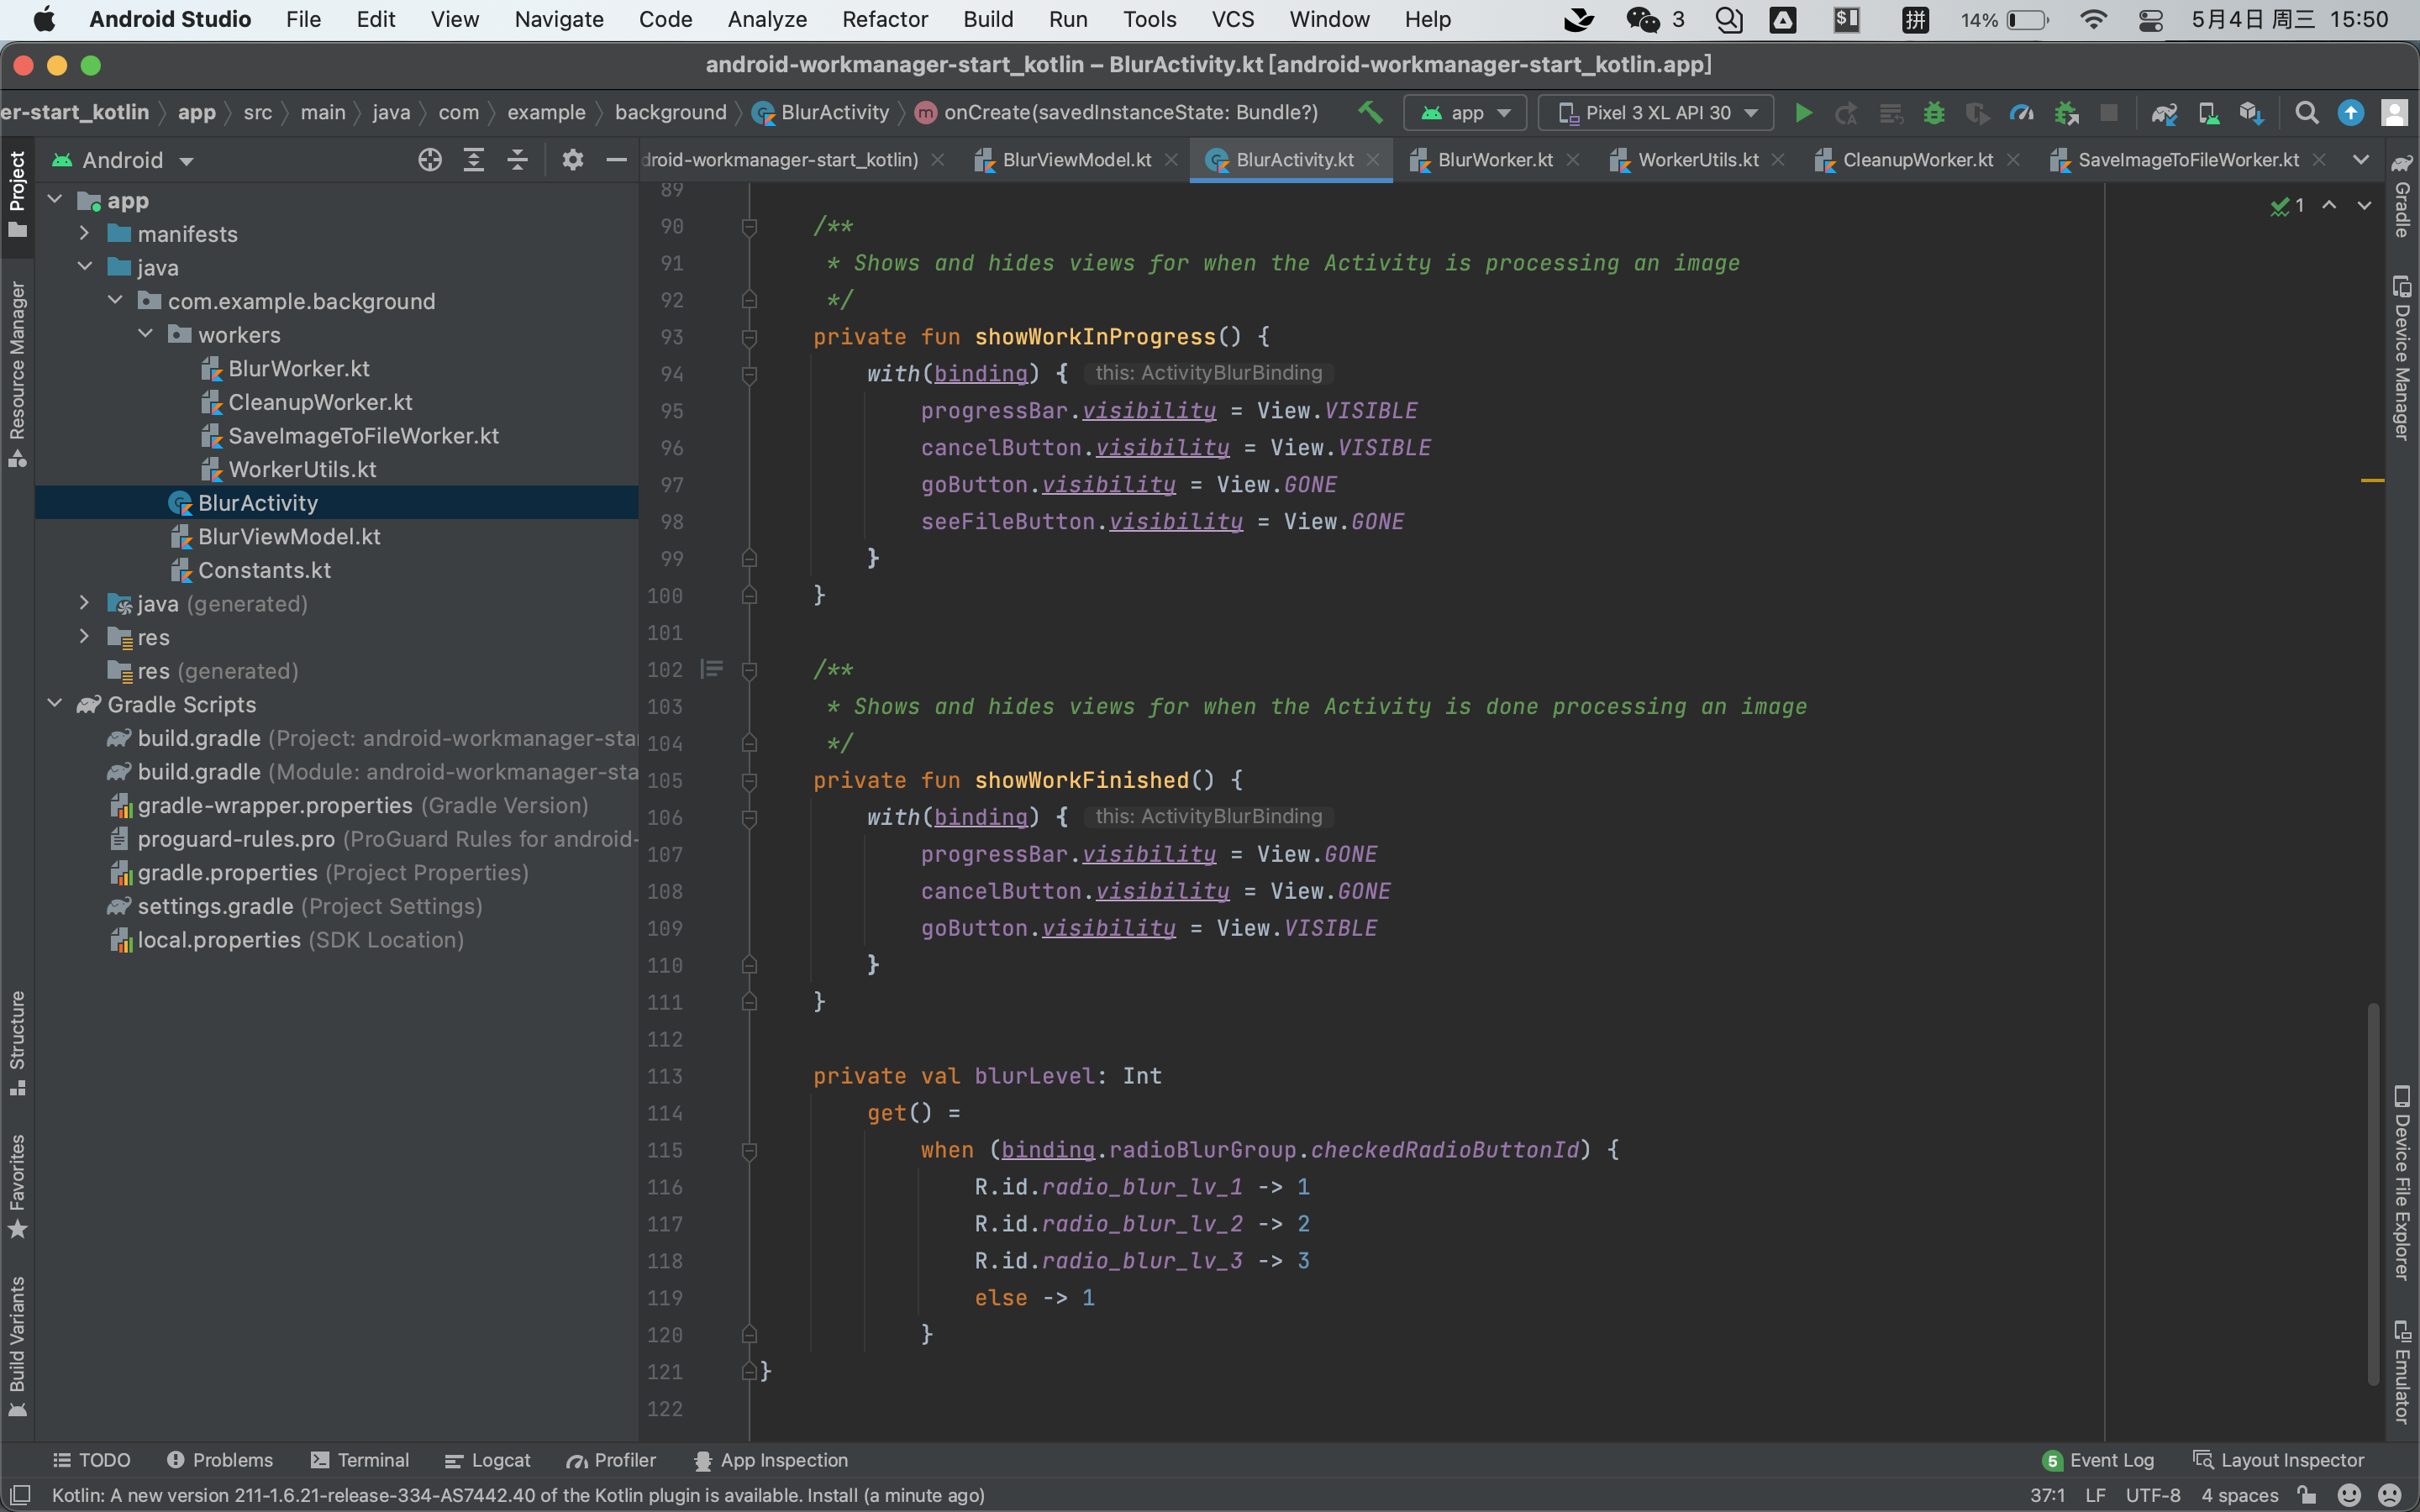 Android Studio File Edit View Navigate Code Analyze Refactor Build Run Tools VCS Window Help 3 拼 14% 5月4日 周三 15:50
android-workmanager-start_kotlin – BlurActivity.kt [android-workmanager-start_kotlin.app]
er-start_kotlin app src main java com example background BlurActivity m onCreate(savedInstanceState: Bundle?) app Pixel 3 XL API 30
Android droid-workmanager-start_kotlin) BlurViewModel.kt BlurActivity.kt BlurWorker.kt WorkerUtils.kt CleanupWorker.kt SaveImageToFileWorker.kt
Project
Resource Manager
Structure
Favorites
Build Variants
app
manifests
java
com.example.background
workers
BlurWorker.kt
CleanupWorker.kt
SaveImageToFileWorker.kt
WorkerUtils.kt
BlurActivity
BlurViewModel.kt
Constants.kt
java (generated)
res
res (generated)
Gradle Scripts
build.gradle (Project: android-workmanager-sta
build.gradle (Module: android-workmanager-sta
gradle-wrapper.properties (Gradle Version)
proguard-rules.pro (ProGuard Rules for android-
gradle.properties (Project Properties)
settings.gradle (Project Settings)
local.properties (SDK Location)
1
89
90 /**
91 * Shows and hides views for when the Activity is processing an image
92 */
93 private fun showWorkInProgress() {
94 with(binding) { this: ActivityBlurBinding
95 progressBar.visibility = View.VISIBLE
96 cancelButton.visibility = View.VISIBLE
97 goButton.visibility = View.GONE
98 seeFileButton.visibility = View.GONE
99 }
100 }
101
102 /**
103 * Shows and hides views for when the Activity is done processing an image
104 */
105 private fun showWorkFinished() {
106 with(binding) { this: ActivityBlurBinding
107 progressBar.visibility = View.GONE
108 cancelButton.visibility = View.GONE
109 goButton.visibility = View.VISIBLE
110 }
111 }
112
113 private val blurLevel: Int
114 get() =
115 when (binding.radioBlurGroup.checkedRadioButtonId) {
116 R.id.radio_blur_lv_1 -> 1
117 R.id.radio_blur_lv_2 -> 2
118 R.id.radio_blur_lv_3 -> 3
119 else -> 1
120 }
121 }
122
Gradle
Device Manager
Device File Explorer
Emulator
TODO Problems Terminal Logcat Profiler App Inspection 5 Event Log Layout Inspector
Kotlin: A new version 211-1.6.21-release-334-AS7442.40 of the Kotlin plugin is available. Install (a minute ago) 37:1 LF UTF-8 4 spaces